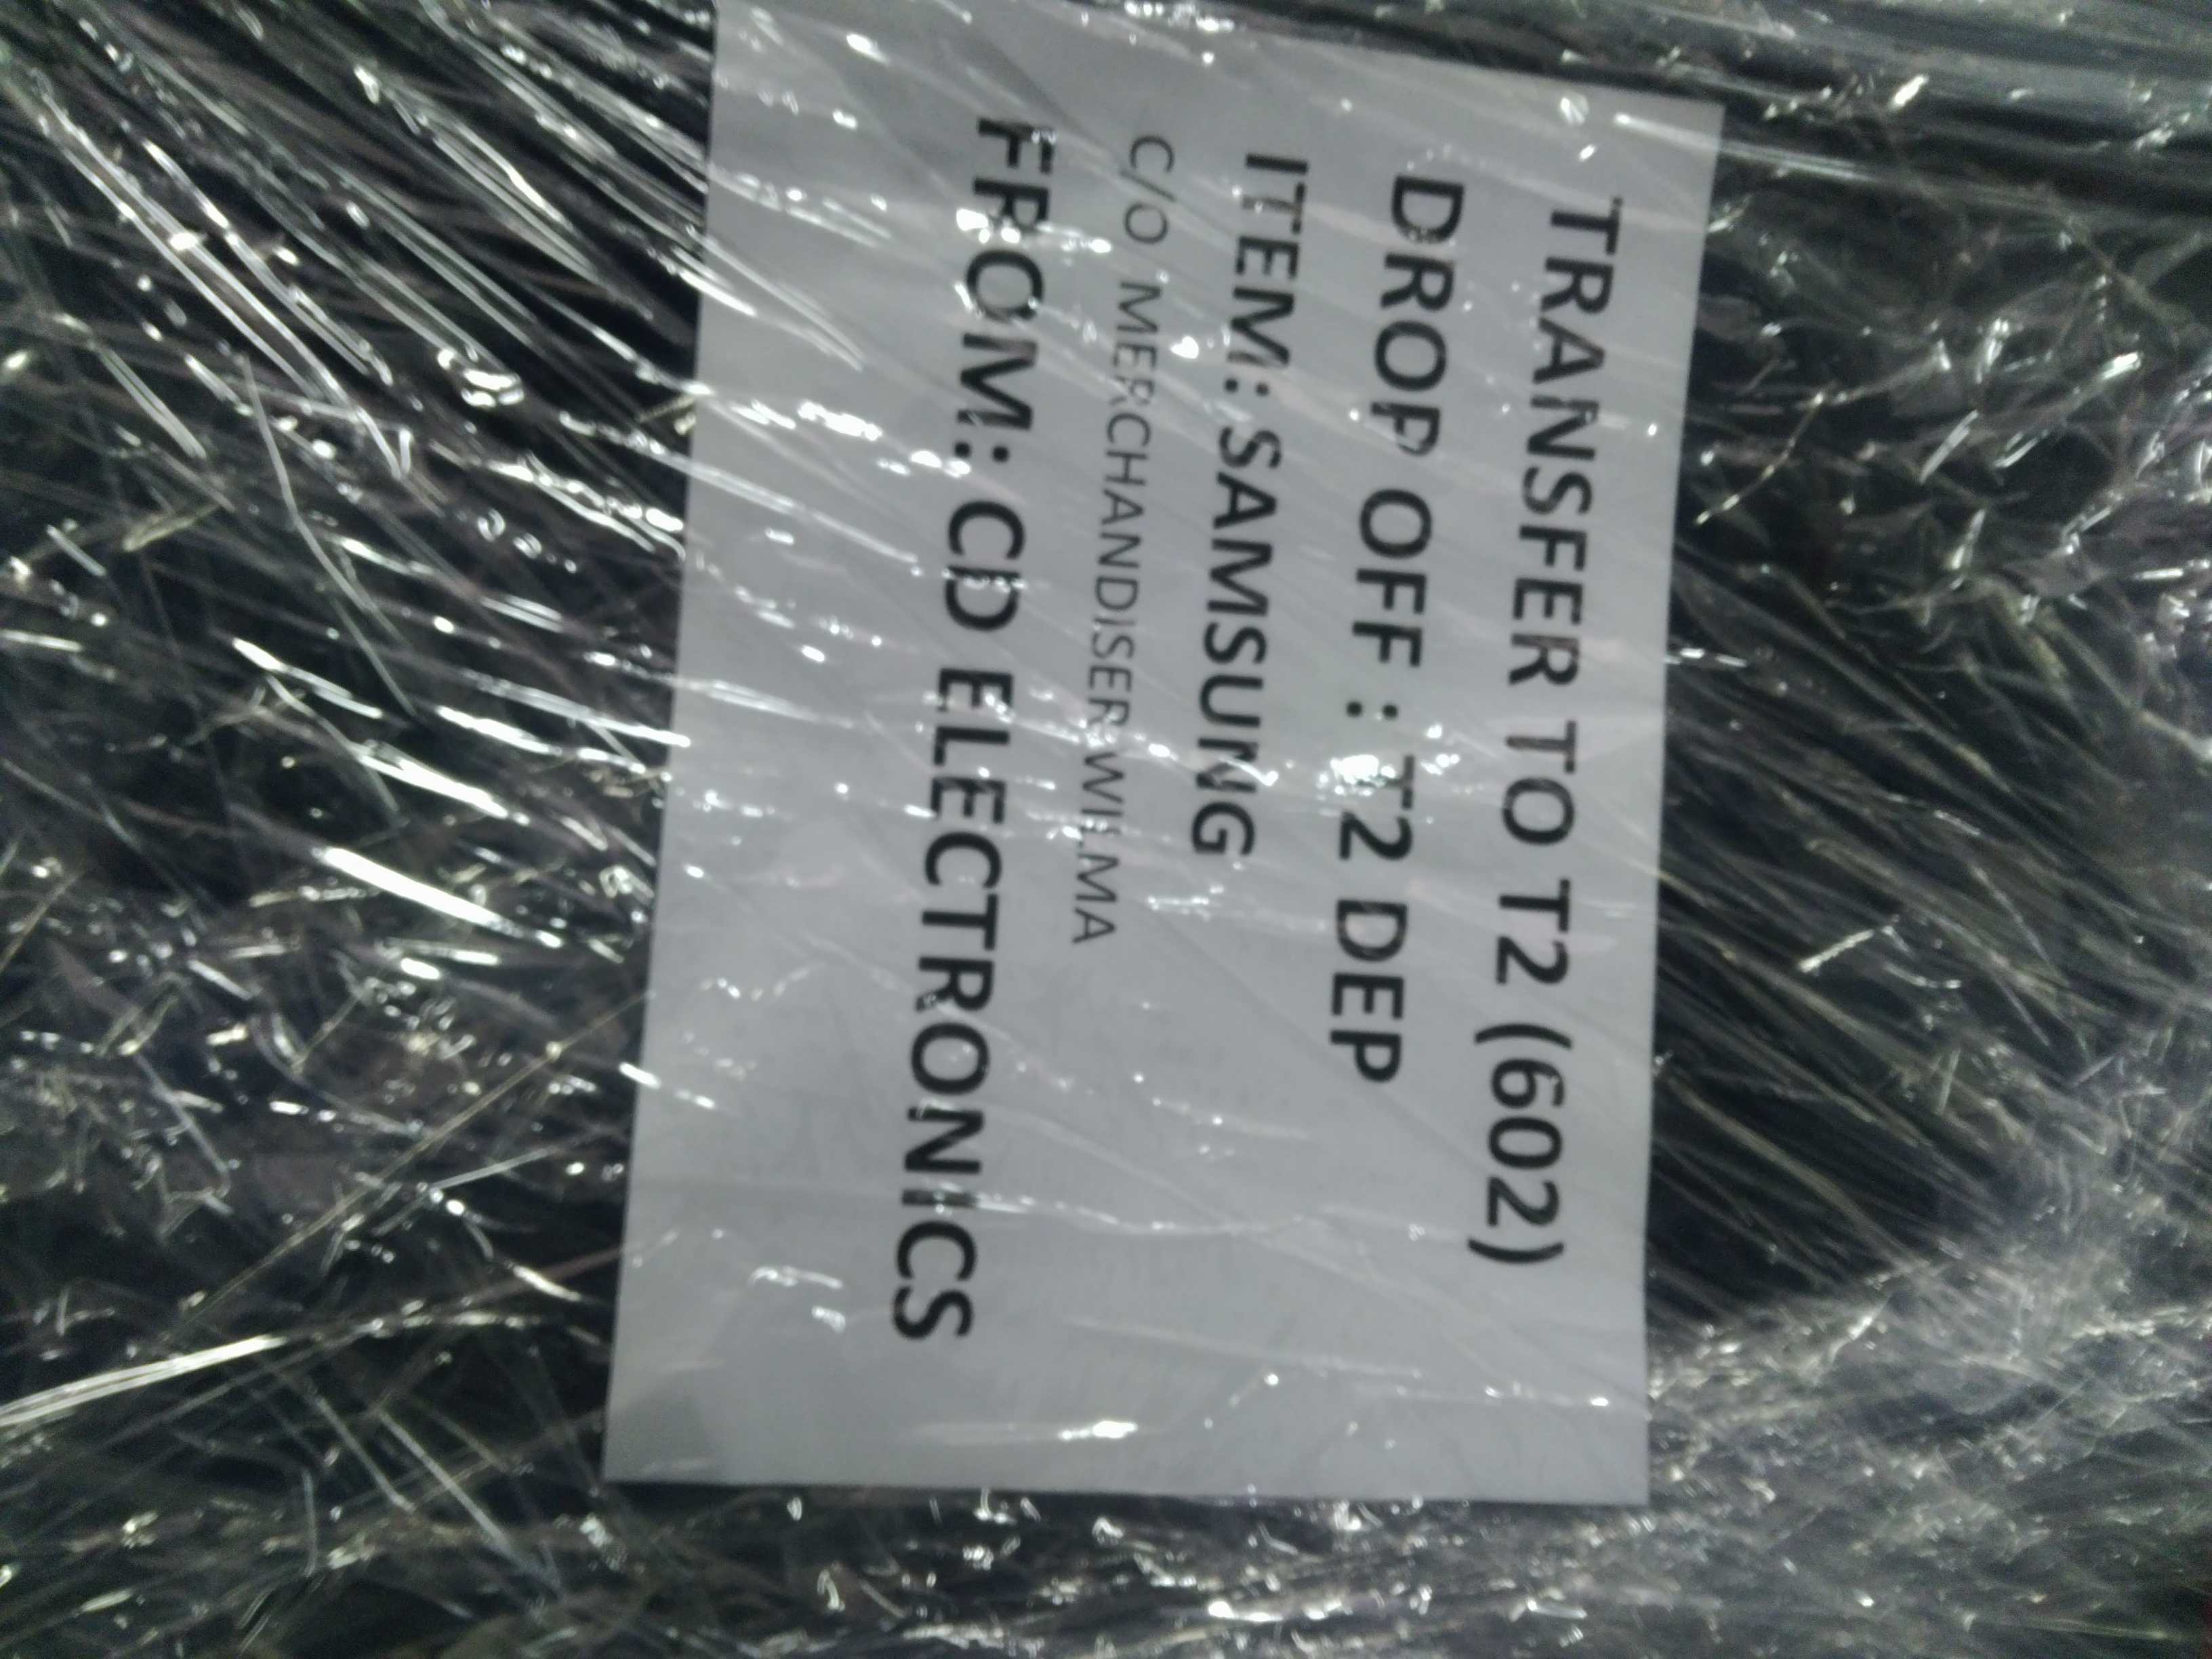 TRANSFER TO T2 (602)
DROP OFF : T2 DEP
ITEM: SAMSUNG
C/O MERCHANDISER WILMA
FROM: CD ELECTRONICS